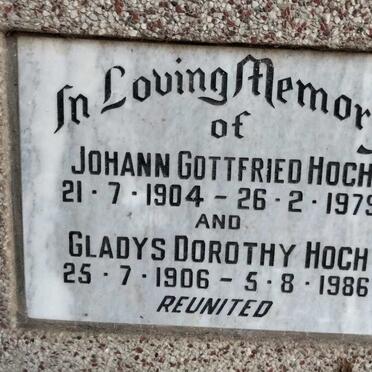 In Loving Memory
of
JOHANN GOTTFRIED HOCH
21·7·1904 – 26·2·1979
AND
GLADYS DOROTHY HOCH
25·7·1906 – 5·8·1986
REUNITED